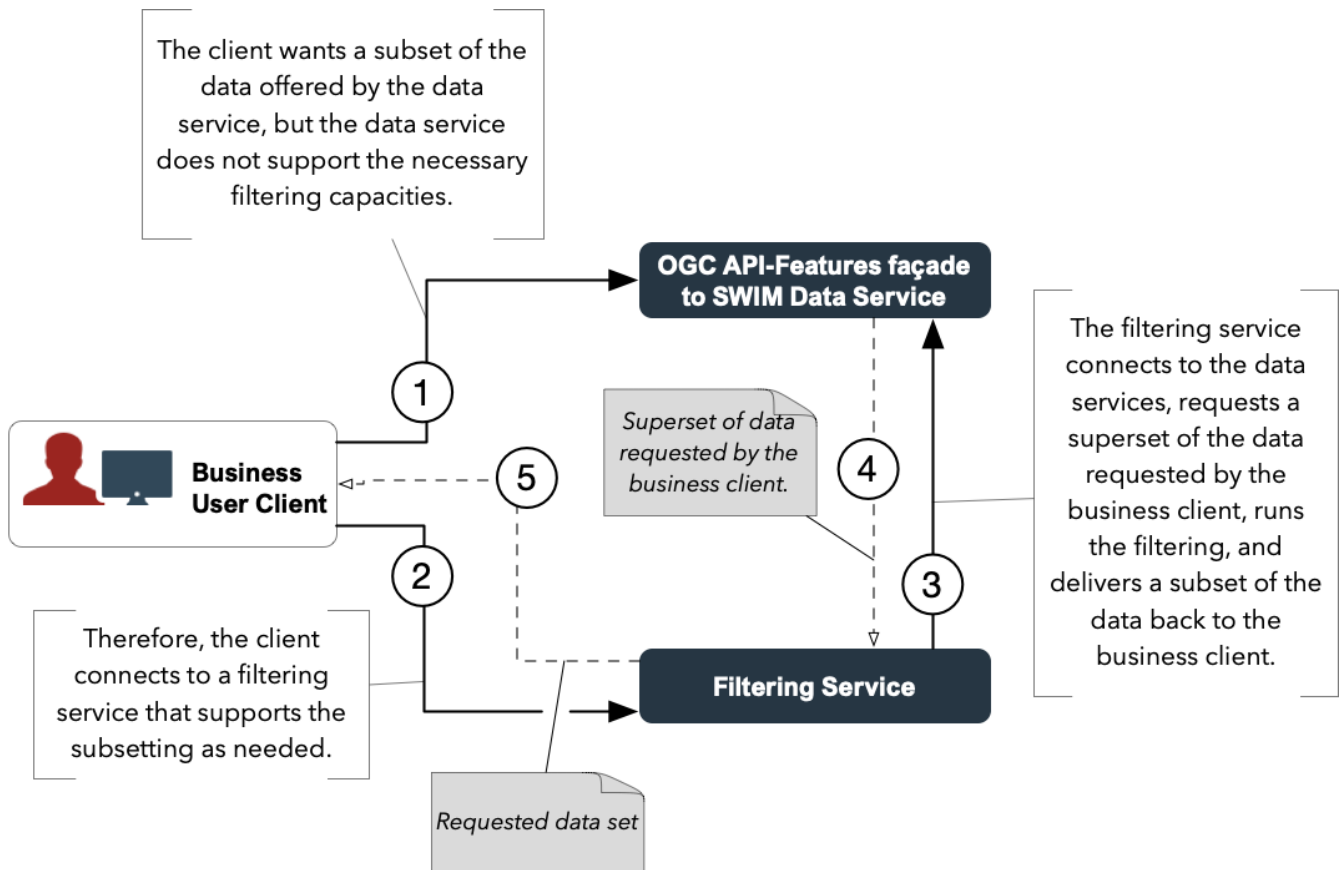 The client wants a subset of the
data offered by the data
service, but the data service
does not support the necessary
filtering capacities.
OGC API-Features façade
to SWIM Data Service
The filtering service
connects to the data
services, requests a
superset of the data
requested by the
business client, runs
the filtering, and
delivers a subset of the
data back to the
business client.
1
Superset of data
requested by the
business client.
4
5
Business
User Client
2
3
Therefore, the client
connects to a filtering
service that supports the
subsetting as needed.
Filtering Service
Requested data set